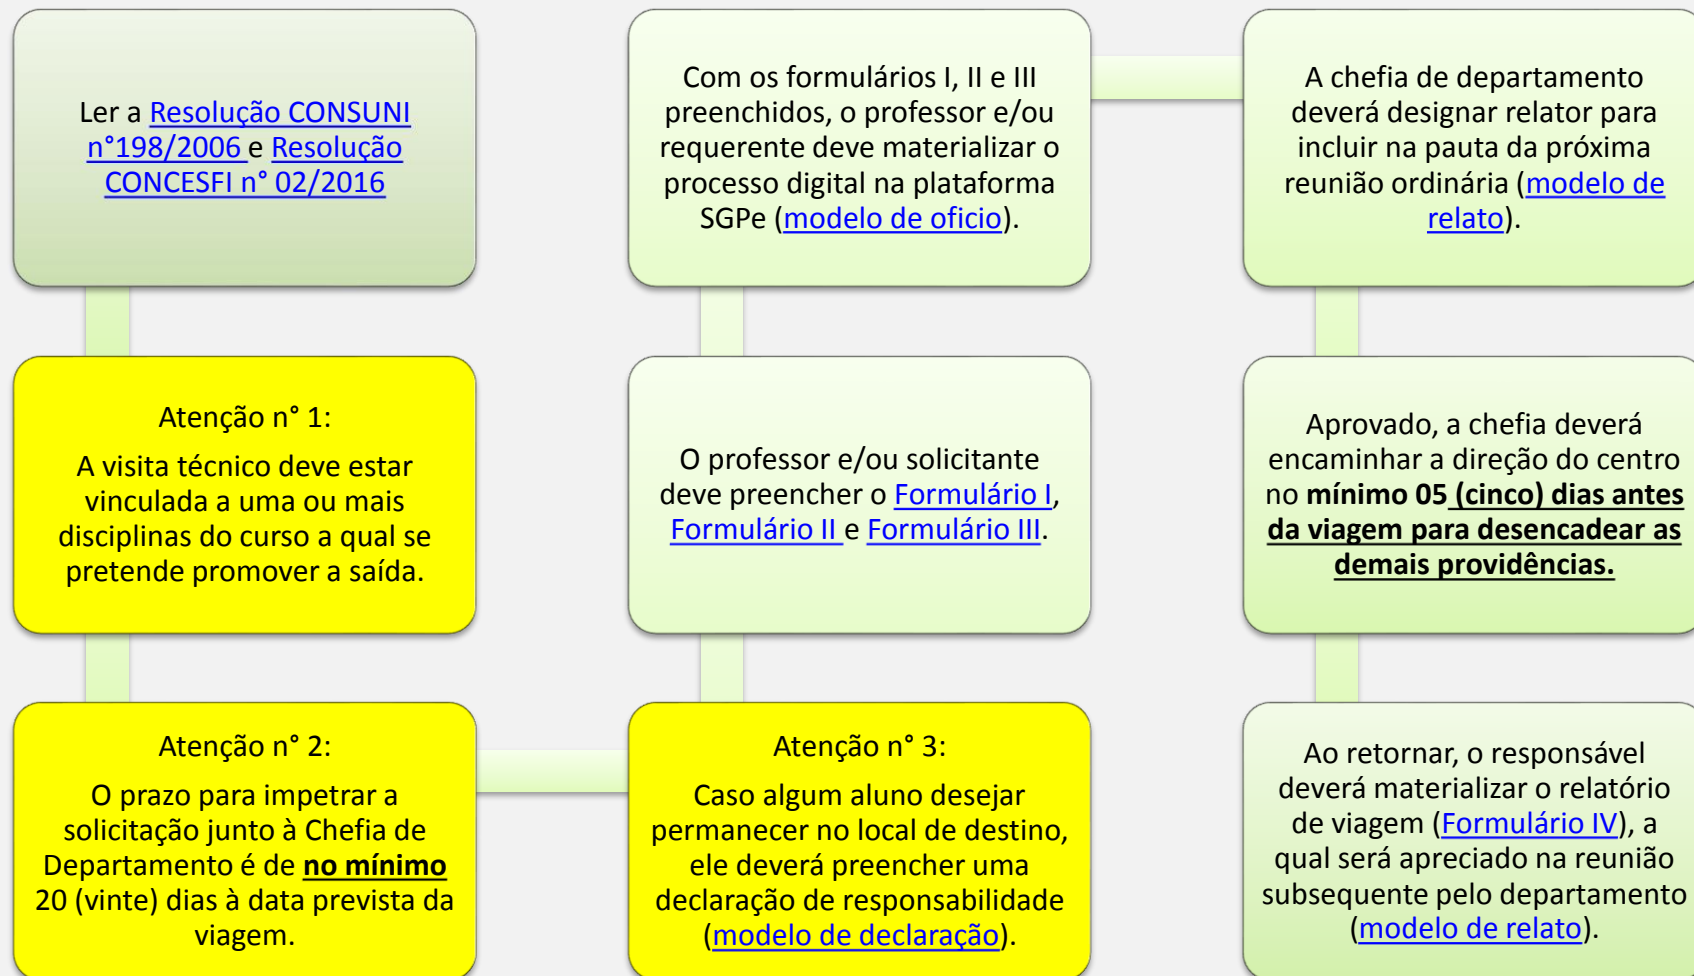 Ler a Resolução CONSUNI
n°198/2006 e Resolução
CONCESFI n° 02/2016
Atenção n° 1:
A visita técnico deve estar
vinculada a uma ou mais
disciplinas do curso a qual se
pretende promover a saída.
Atenção n° 2:
O prazo para impetrar a
solicitação junto à Chefia de
Departamento é de no mínimo
20 (vinte) dias à data prevista da
viagem.
Atenção n° 3:
Caso algum aluno desejar
permanecer no local de destino,
ele deverá preencher uma
declaração de responsabilidade
(modelo de declaração).
O professor e/ou solicitante
deve preencher o Formulário I,
Formulário II e Formulário III.
Com os formulários I, II e III
preenchidos, o professor e/ou
requerente deve materializar o
processo digital na plataforma
SGPe (modelo de oficio).
A chefia de departamento
deverá designar relator para
incluir na pauta da próxima
reunião ordinária (modelo de
relato).
Aprovado, a chefia deverá
encaminhar a direção do centro
no mínimo 05 (cinco) dias antes
da viagem para desencadear as
demais providências.
Ao retornar, o responsável
deverá materializar o relatório
de viagem (Formulário IV), a
qual será apreciado na reunião
subsequente pelo departamento
(modelo de relato).